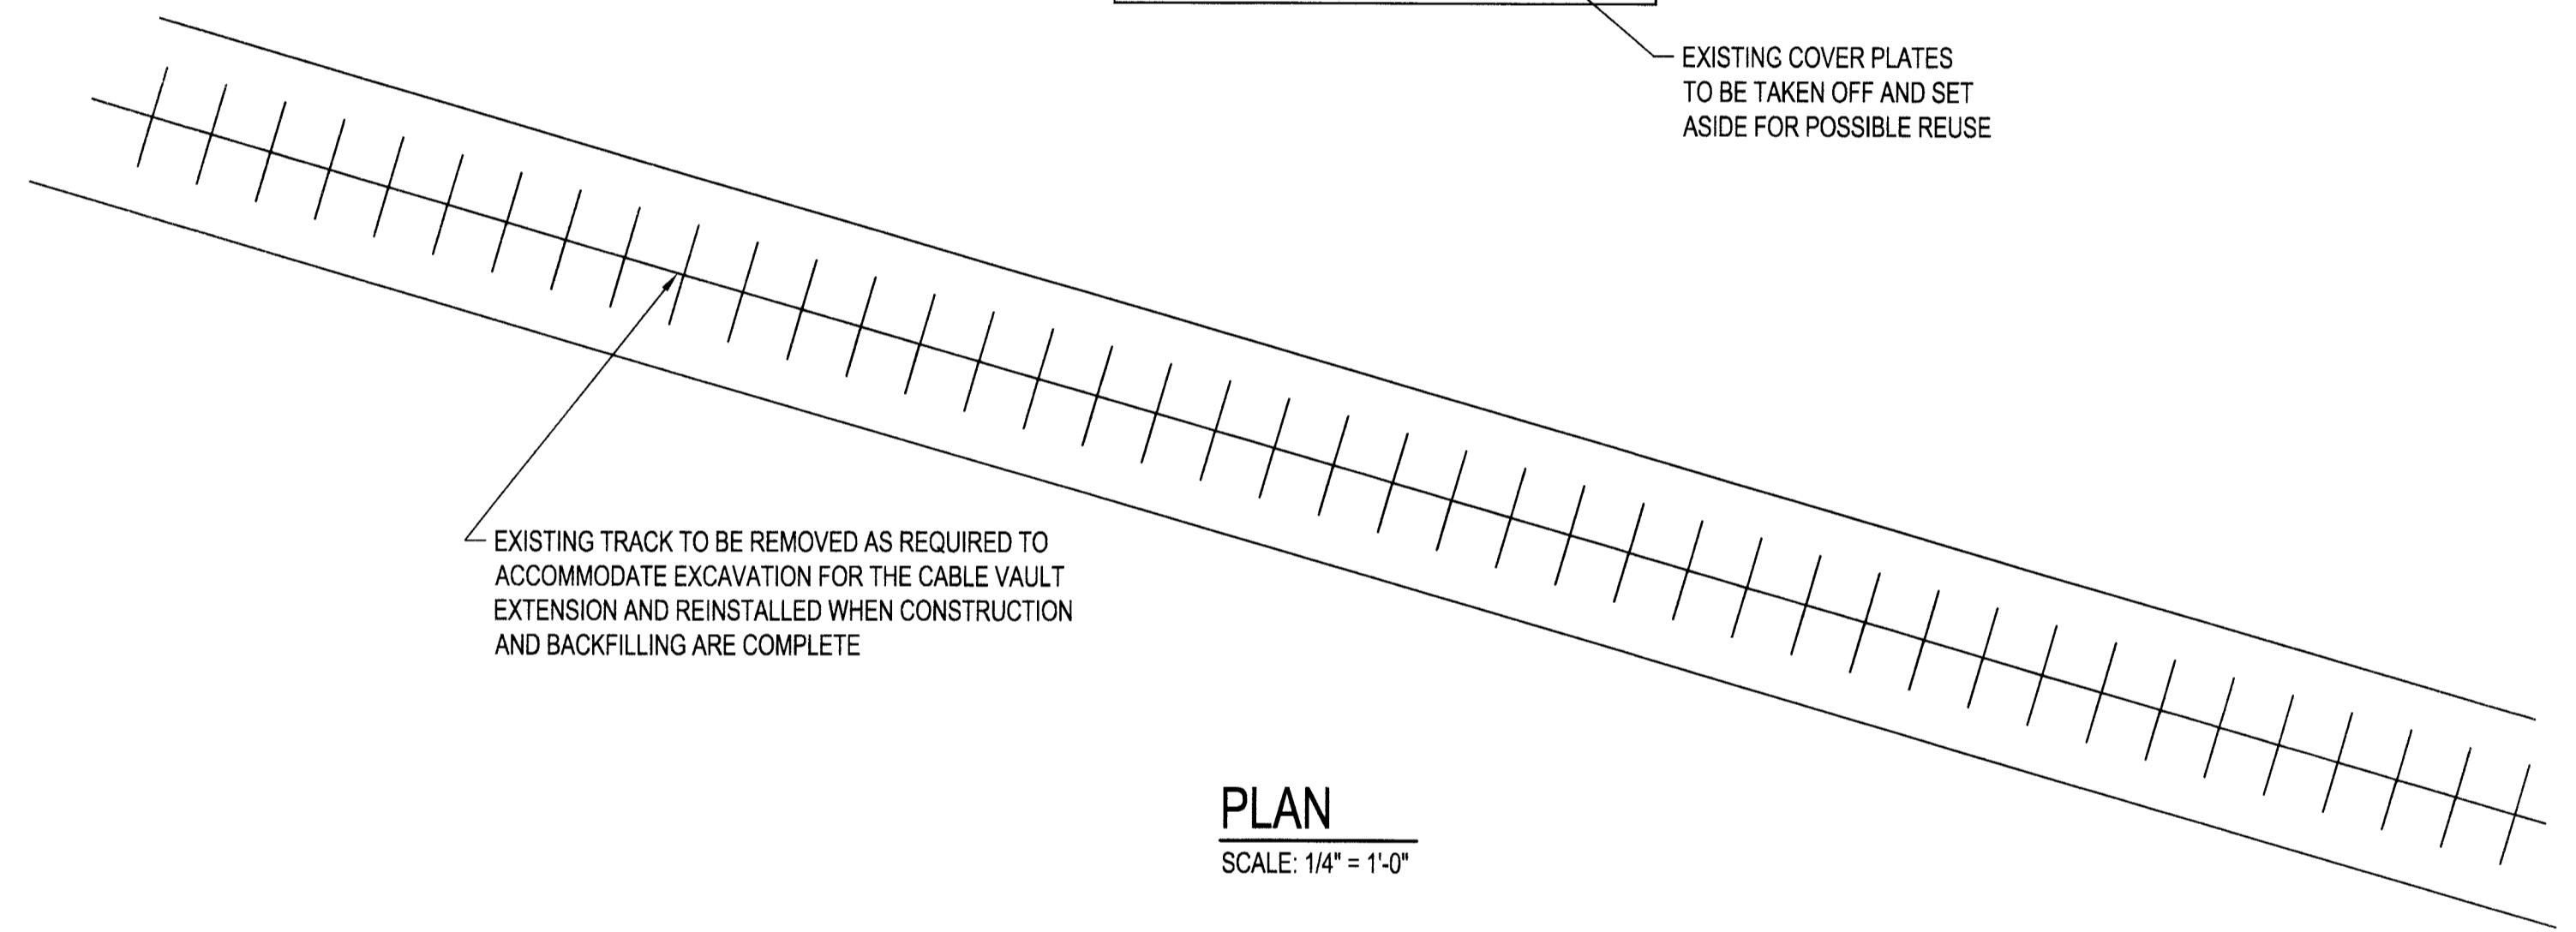 EXISTING COVER PLATES
TO BE TAKEN OFF AND SET
ASIDE FOR POSSIBLE REUSE
EXISTING TRACK TO BE REMOVED AS REQUIRED TO
ACCOMMODATE EXCAVATION FOR THE CABLE VAULT
EXTENSION AND REINSTALLED WHEN CONSTRUCTION
AND BACKFILLING ARE COMPLETE
PLAN
SCALE: 1/4" = 1'-0"